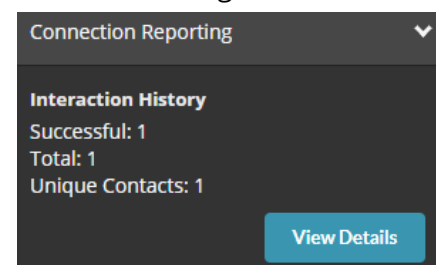 Connection Reporting
Interaction History
Successful: 1
Total: 1
Unique Contacts: 1
View Details